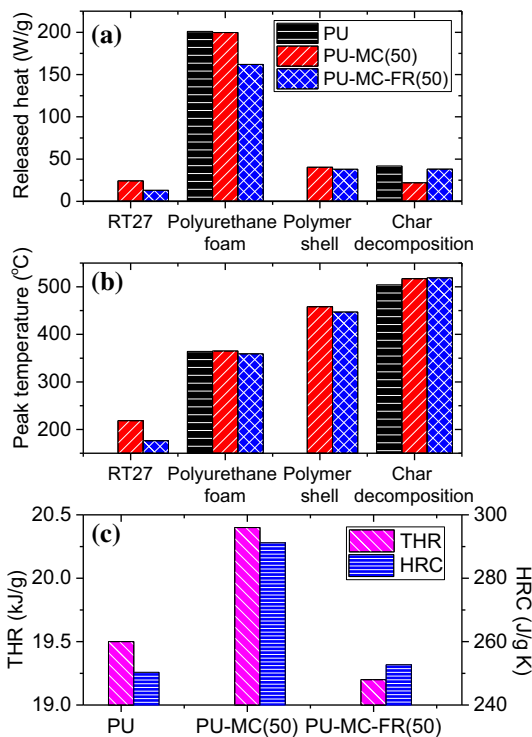 (a)
PU
PU-MC(50)
PU-MC-FR(50)
Released heat (W/g)
200
150
100
50
0
RT27
Polyurethane foam
Polymer shell
Char decomposition
(b)
Peak temperature (°C)
500
400
300
200
RT27
Polyurethane foam
Polymer shell
Char decomposition
(c)
THR
HRC
THR (kJ/g)
20.5
20.0
19.5
19.0
HRC (J/g K)
300
280
260
240
PU
PU-MC(50)
PU-MC-FR(50)